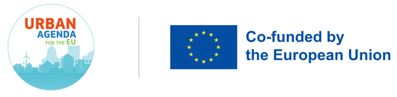 URBAN
AGENDA
FOR THE EU
Co-funded by
the European Union